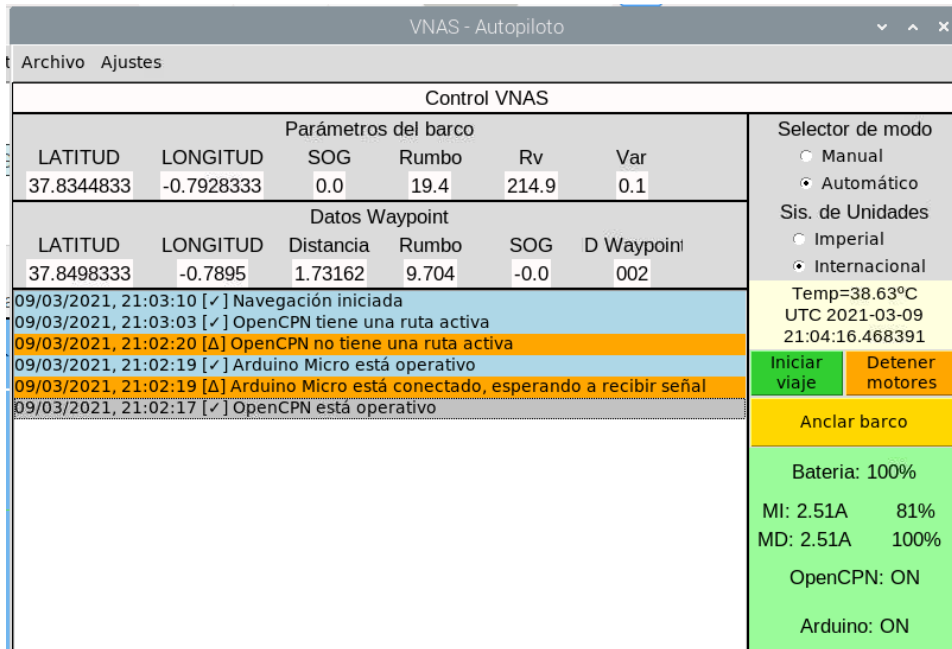 VNAS - Autopiloto
Archivo Ajustes
Control VNAS
Parámetros del barco
LATITUD LONGITUD SOG Rumbo Rv Var
37.8344833 -0.7928333 0.0 19.4 214.9 0.1
Datos Waypoint
LATITUD LONGITUD Distancia Rumbo SOG D Waypoint
37.8498333 -0.7895 1.73162 9.704 -0.0 002
09/03/2021, 21:03:10 [✓] Navegación iniciada
09/03/2021, 21:03:03 [✓] OpenCPN tiene una ruta activa
09/03/2021, 21:02:20 [Δ] OpenCPN no tiene una ruta activa
09/03/2021, 21:02:19 [✓] Arduino Micro está operativo
09/03/2021, 21:02:19 [Δ] Arduino Micro está conectado, esperando a recibir señal
09/03/2021, 21:02:17 [✓] OpenCPN está operativo
Selector de modo
Manual
Automático
Sis. de Unidades
Imperial
Internacional
Temp=38.63ºC
UTC 2021-03-09
21:04:16.468391
Iniciar viaje
Detener motores
Anclar barco
Bateria: 100%
MI: 2.51A 81%
MD: 2.51A 100%
OpenCPN: ON
Arduino: ON